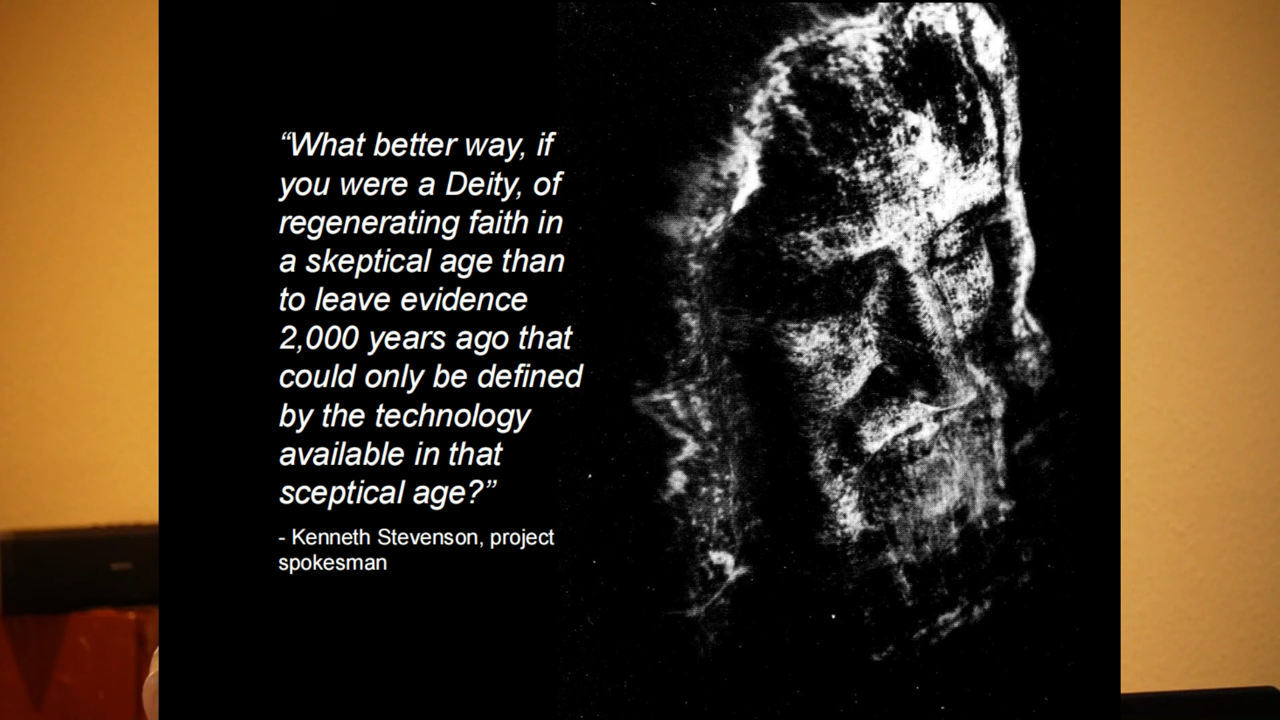 “What better way, if
you were a Deity, of
regenerating faith in
a skeptical age than
to leave evidence
2,000 years ago that
could only be defined
by the technology
available in that
sceptical age?”
- Kenneth Stevenson, project
spokesman